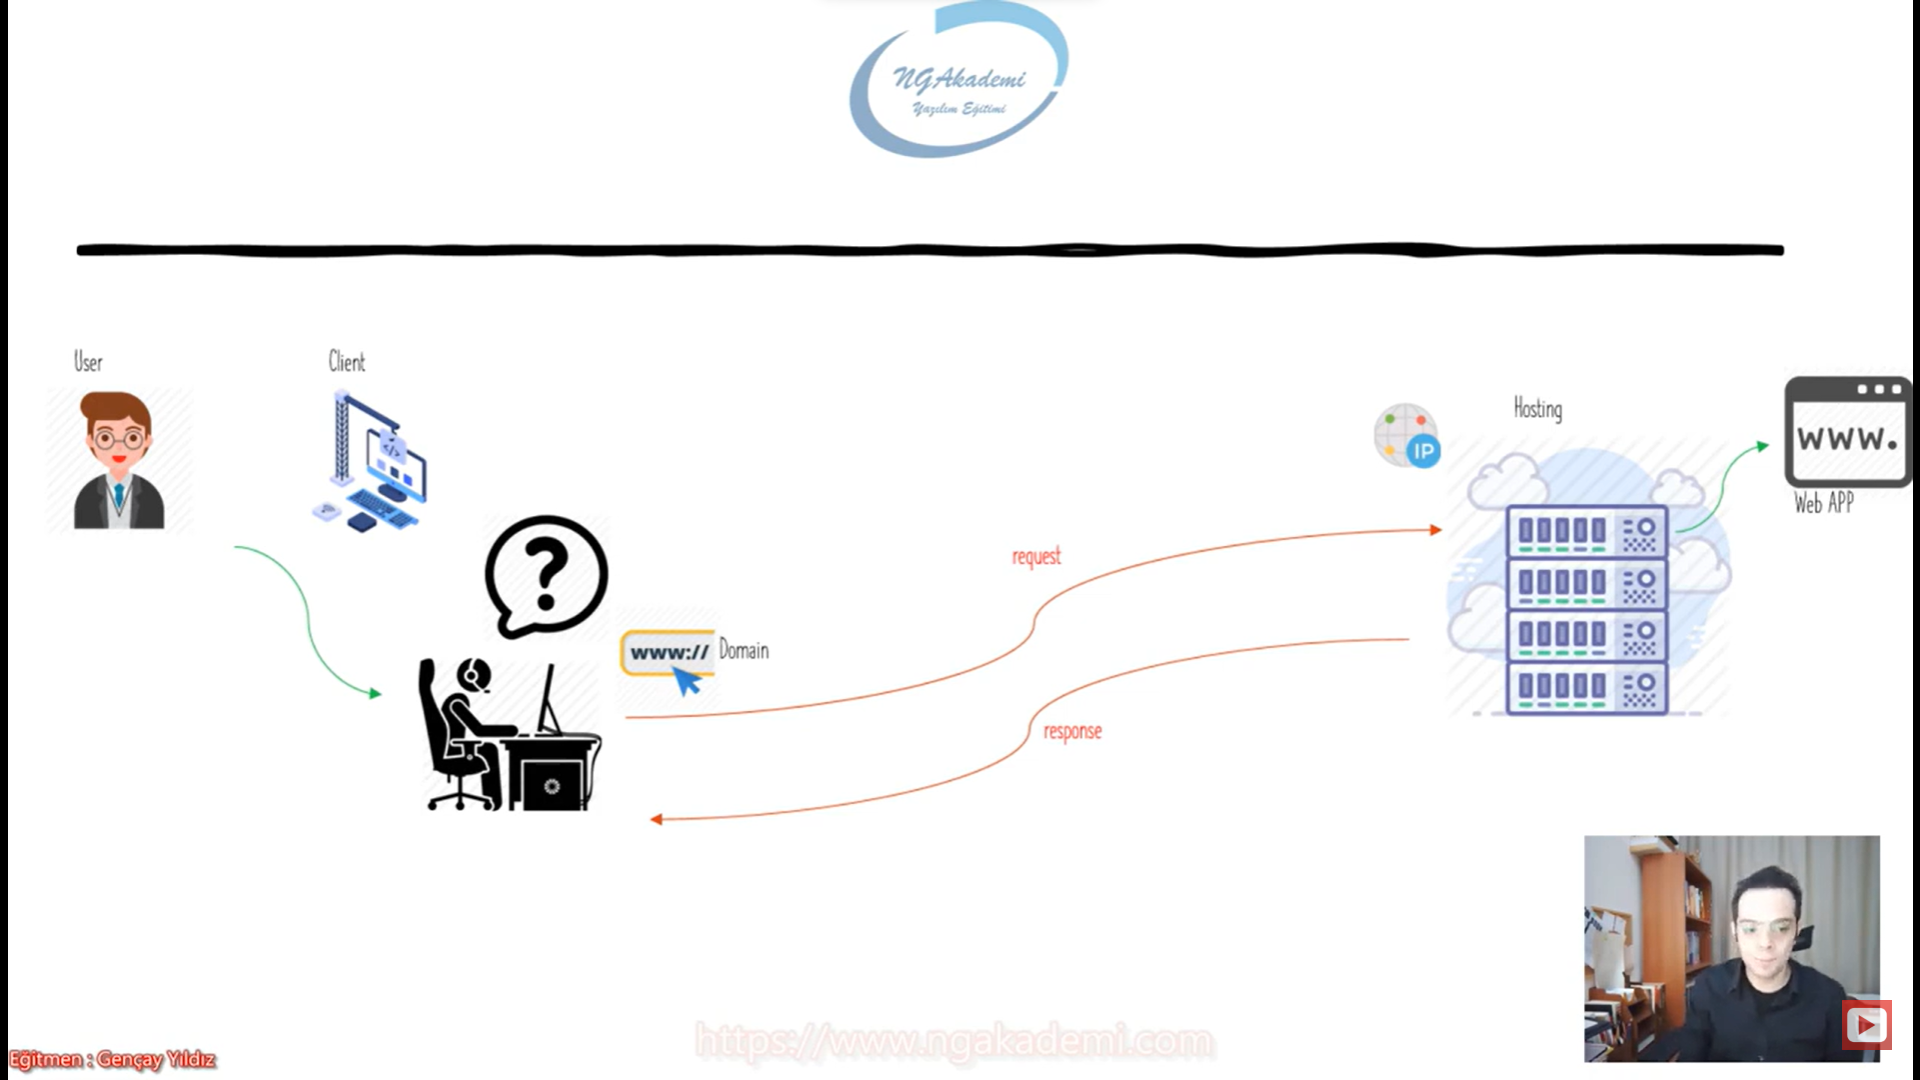 NGAkademi
Yazılım Eğitimi
User
Client
Hosting
IP
www.
Web APP
request
?
www://
Domain
response
https://www.ngakademi.com
Eğitmen : Gençay Yıldız